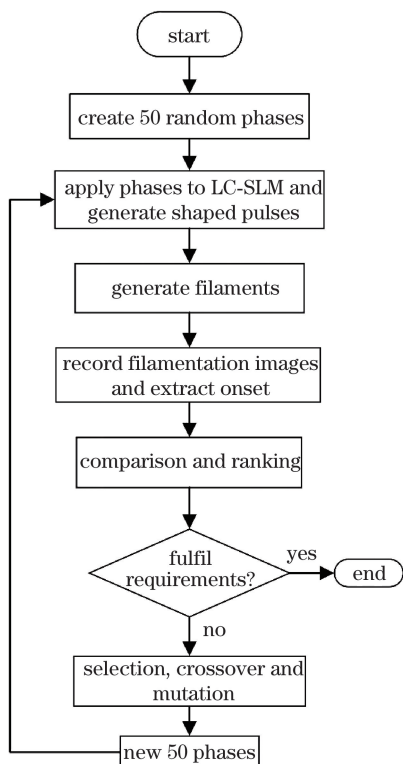 start
create 50 random phases
apply phases to LC-SLM and
generate shaped pulses
generate filaments
record filamentation images
and extract onset
comparison and ranking
fulfil
requirements?
yes
end
no
selection, crossover and
mutation
new 50 phases